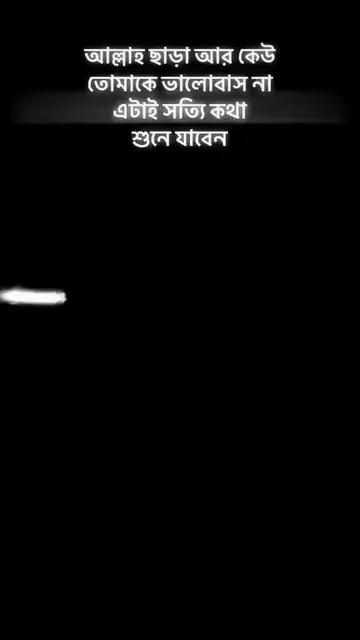 আল্লাহ ছাড়া আর কেউ
তোমাকে ভালোবাস না
এটাই সত্যি কথা
শুনে যাবেন